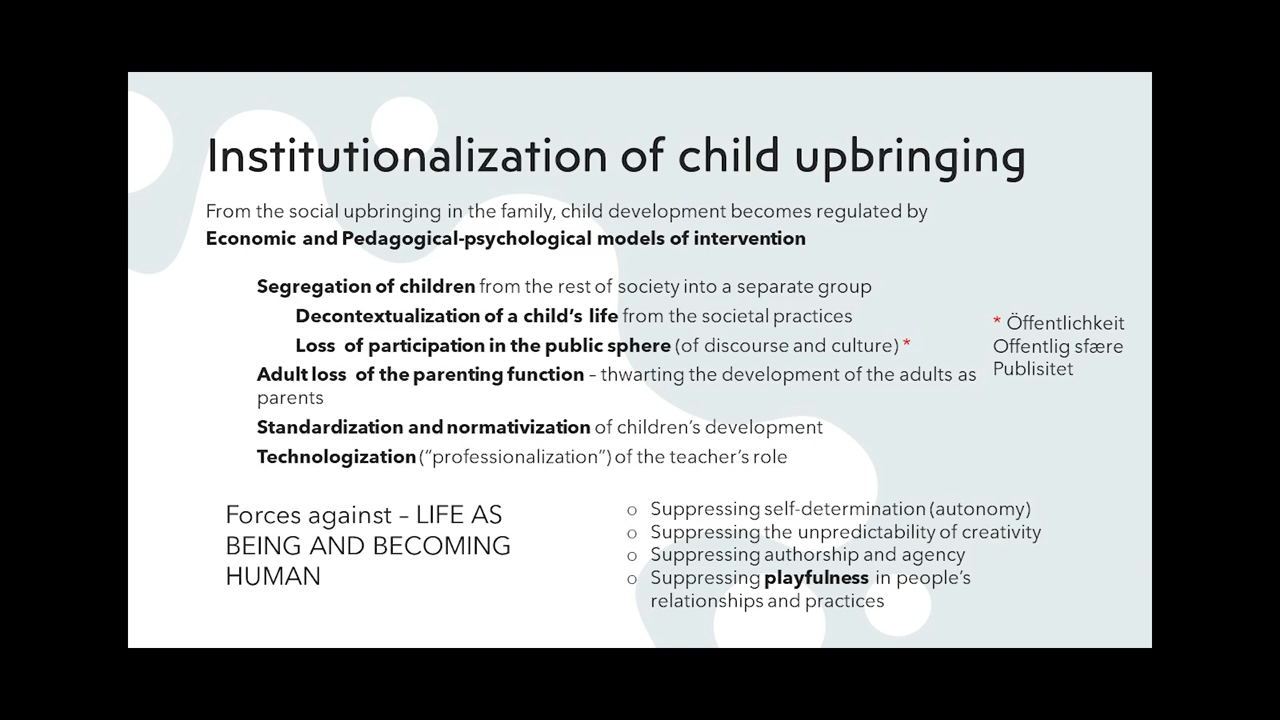 Institutionalization of child upbringing
From the social upbringing in the family, child development becomes regulated by
Economic and Pedagogical-psychological models of intervention
Segregation of children from the rest of society into a separate group
Decontextualization of a child's life from the societal practices
Loss of participation in the public sphere (of discourse and culture) *
* Öffentlichkeit
Offentlig sfære
Publisitet
Adult loss of the parenting function – thwarting the development of the adults as
parents
Standardization and normativization of children's development
Technologization ("professionalization") of the teacher's role
Forces against – LIFE AS
BEING AND BECOMING
HUMAN
o Suppressing self-determination (autonomy)
o Suppressing the unpredictability of creativity
o Suppressing authorship and agency
o Suppressing playfulness in people's
relationships and practices